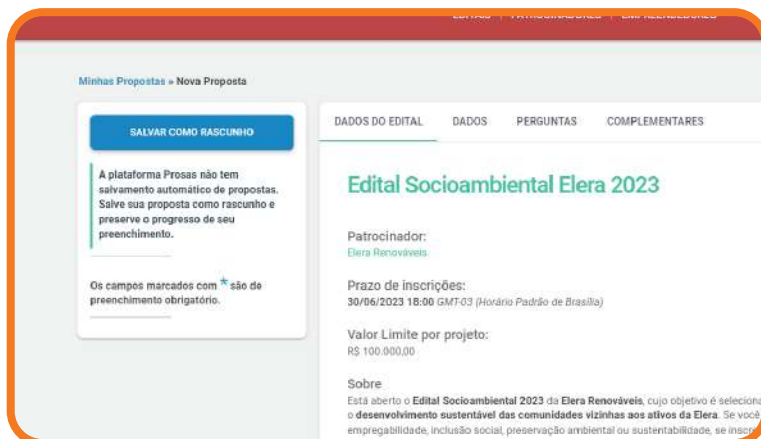 EDITAIS | PATROCINADORES | EMPREENDEDORES
Minhas Propostas » Nova Proposta
SALVAR COMO RASCUNHO
A plataforma Prosas não tem
salvamento automático de propostas.
Salve sua proposta como rascunho e
preserve o progresso de seu
preenchimento.
Os campos marcados com * são de
preenchimento obrigatório.
DADOS DO EDITAL DADOS PERGUNTAS COMPLEMENTARES
Edital Socioambiental Elera 2023
Patrocinador:
Elera Renováveis
Prazo de inscrições:
30/06/2023 18:00 GMT-03 (Horário Padrão de Brasília)
Valor Limite por projeto:
R$ 100.000,00
Sobre
Está aberto o Edital Socioambiental 2023 da Elera Renováveis, cujo objetivo é seleciona
o desenvolvimento sustentável das comunidades vizinhas aos ativos da Elera. Se você
empregabilidade, inclusão social, preservação ambiental ou sustentabilidade, se inscre